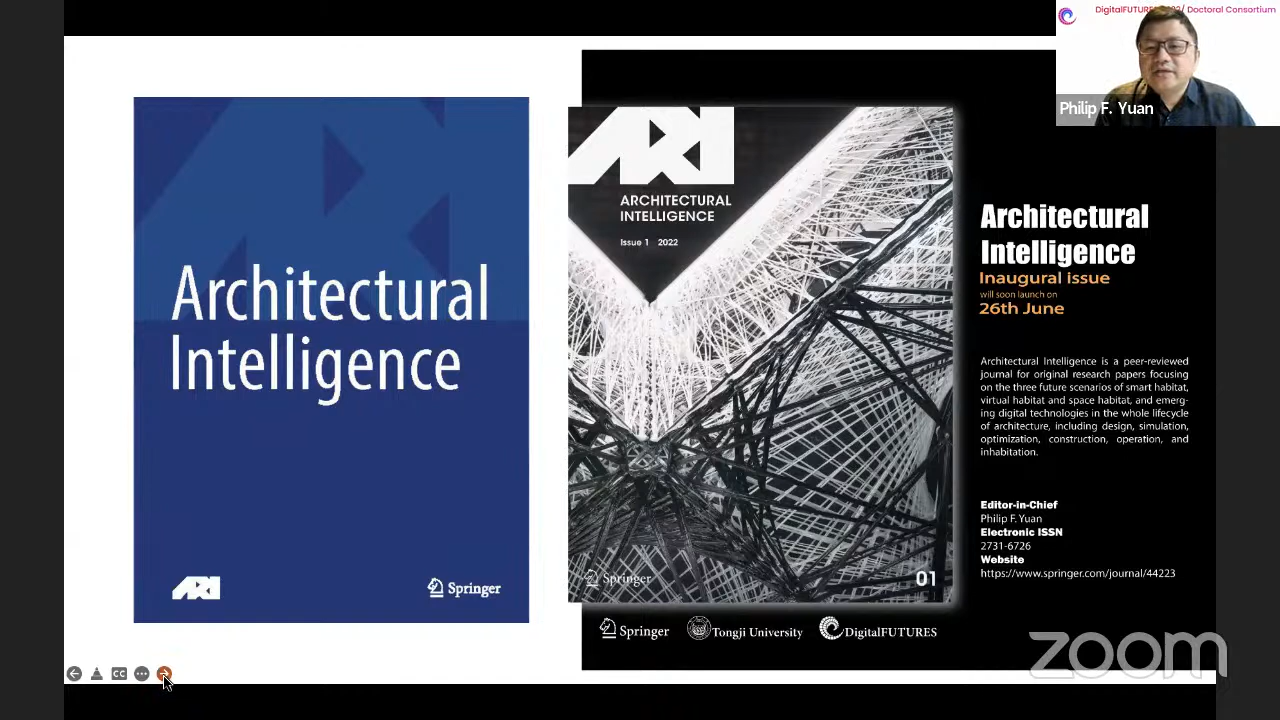 DigitalFUTURES 2022/ Doctoral Consortium
Philip F. Yuan
Architectural
Intelligence
ARI
Springer
ARI
ARCHITECTURAL
INTELLIGENCE
Issue 1 2022
Springer
01
Architectural
Intelligence
Inaugural issue
will soon launch on
26th June
Architectural Intelligence is a peer-reviewed
journal for original research papers focusing
on the three future scenarios of smart habitat,
virtual habitat and space habitat, and emerg-
ing digital technologies in the whole lifecycle
of architecture, including design, simulation,
optimization, construction, operation, and
inhabitation.
Editor-in-Chief
Philip F. Yuan
Electronic ISSN
2731-6726
Website
https://www.springer.com/journal/44223
Springer
Tongji University
DigitalFUTURES
CC
zoom